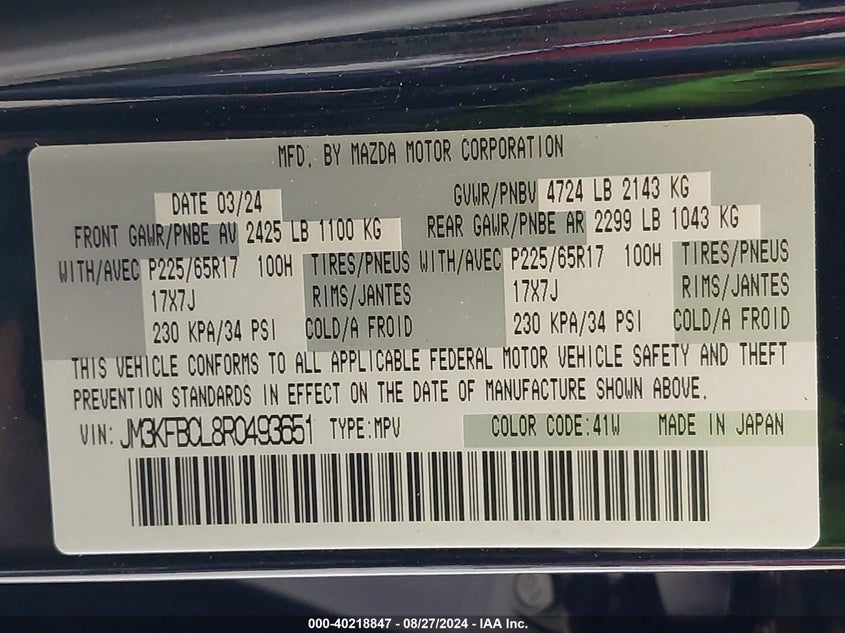 MFD. BY MAZDA MOTOR CORPORATION
DATE 03/24 GVWR/PNBV 4724 LB 2143 KG
FRONT GAWR/PNBE AV 2425 LB 1100 KG REAR GAWR/PNBE AR 2299 LB 1043 KG
WITH/AVEC P225/65R17 100H TIRES/PNEUS WITH/AVEC P225/65R17 100H TIRES/PNEUS
17X7J RIMS/JANTES 17X7J RIMS/JANTES
230 KPA/34 PSI COLD/A FROID 230 KPA/34 PSI COLD/A FROID
THIS VEHICLE CONFORMS TO ALL APPLICABLE FEDERAL MOTOR VEHICLE SAFETY AND THEFT
PREVENTION STANDARDS IN EFFECT ON THE DATE OF MANUFACTURE SHOWN ABOVE.
VIN: JM3KFBCL8R0493651 TYPE:MPV COLOR CODE:41W MADE IN JAPAN
000-40218847 - 08/27/2024 - IAA Inc.